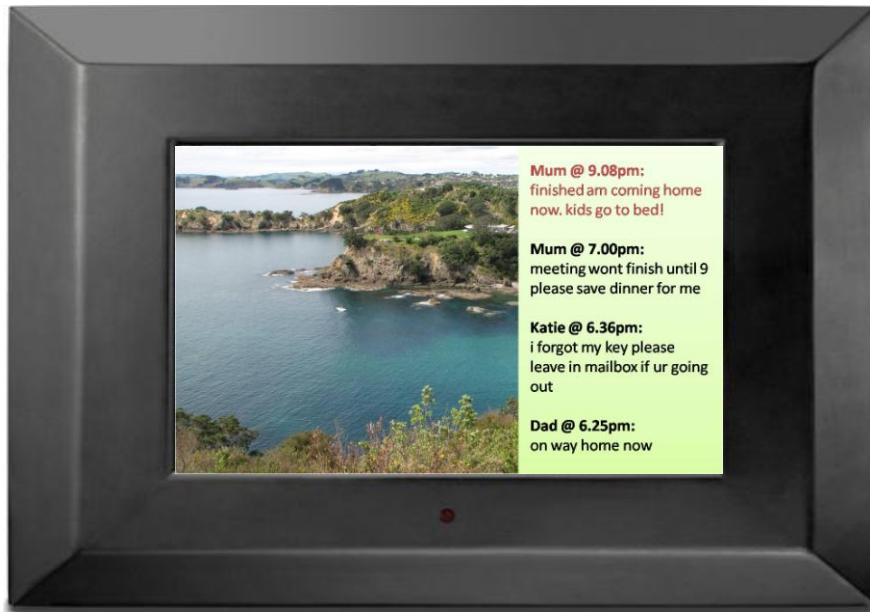 Mum @ 9.08pm:
finished am coming home
now. kids go to bed!
Mum @ 7.00pm:
meeting wont finish until 9
please save dinner for me
Katie @ 6.36pm:
i forgot my key please
leave in mailbox if ur going
out
Dad @ 6.25pm:
on way home now